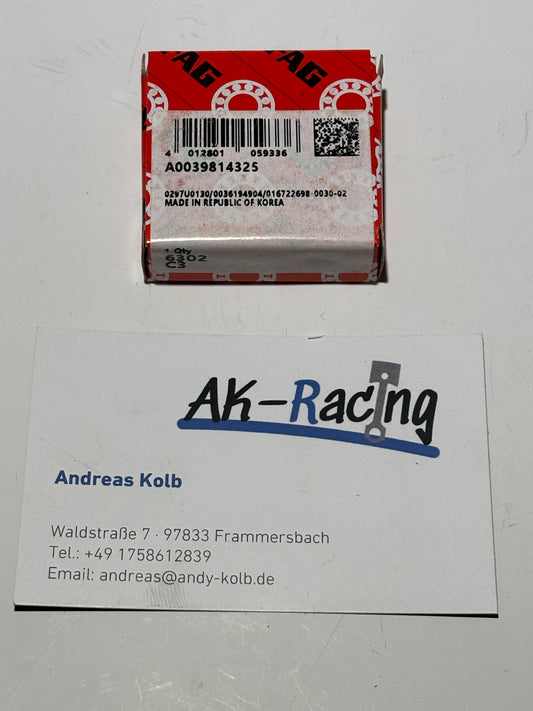 FAG
FAG
4 012801 059336
A0039814325
0297U0130/0036194904/016722698-0030-02
MADE IN REPUBLIC OF KOREA
1 Qty
6302
C3
AK-Racing
Andreas Kolb
Waldstraße 7 · 97833 Frammersbach
Tel.: +49 1758612839
Email: andreas@andy-kolb.de